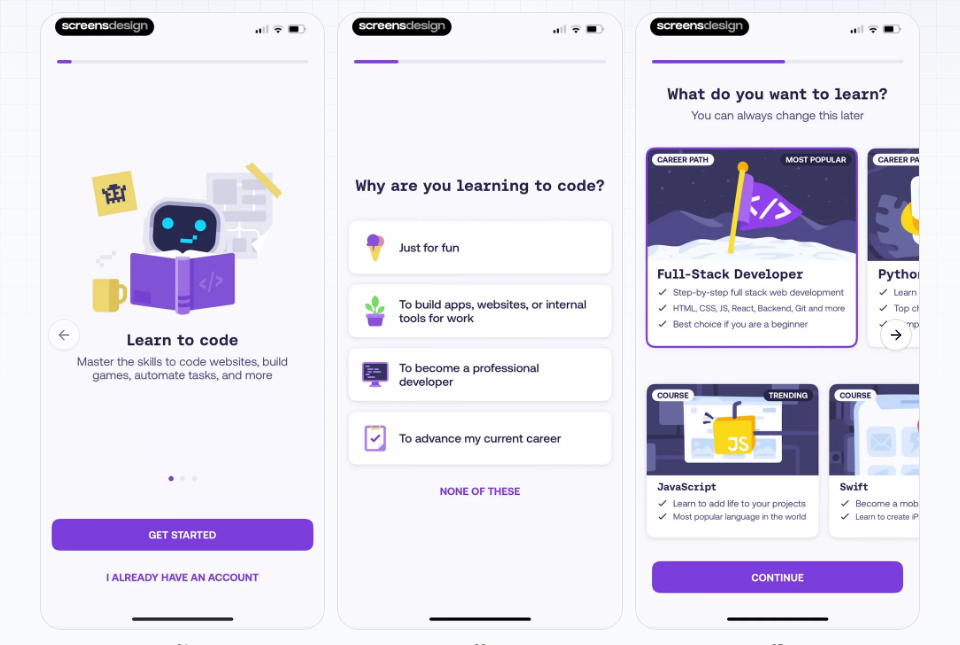 screensdesign
Learn to code
Master the skills to code websites, build
games, automate tasks, and more
GET STARTED
I ALREADY HAVE AN ACCOUNT
screensdesign
Why are you learning to code?
Just for fun
To build apps, websites, or internal
tools for work
To become a professional
developer
To advance my current career
NONE OF THESE
screensdesign
What do you want to learn?
You can always change this later
CAREER PATH
MOST POPULAR
</>
Full-Stack Developer
Step-by-step full stack web development
HTML, CSS, JS, React, Backend, Git and more
Best choice if you are a beginner
CAREER PA
Python
Learn
Top ch
COURSE
TRENDING
JS
JavaScript
Learn to add life to your projects
Most popular language in the world
COURSE
Swift
Become a mob
Learn to create iP
CONTINUE